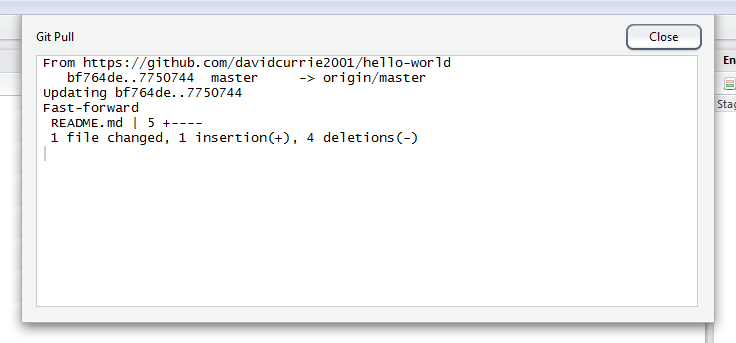 Git Pull
Close
From https://github.com/davidcurrie2001/hello-world
   bf764de..7750744  master     -> origin/master
Updating bf764de..7750744
Fast-forward
 README.md | 5 +----
 1 file changed, 1 insertion(+), 4 deletions(-)
En
Stag